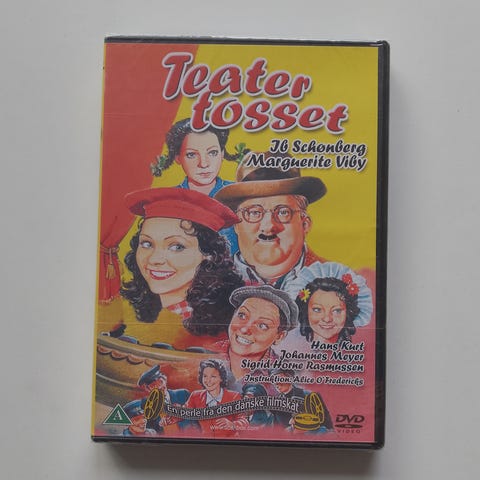 Teater
tosset
Ib Schønberg
Marguerite Viby
Hans Kurt
Johannes Meyer
Sigrid Horne Rasmussen
Instruktion: Alice O'Fredericks
En perle fra den danske filmskat
A
DVD
VIDEO